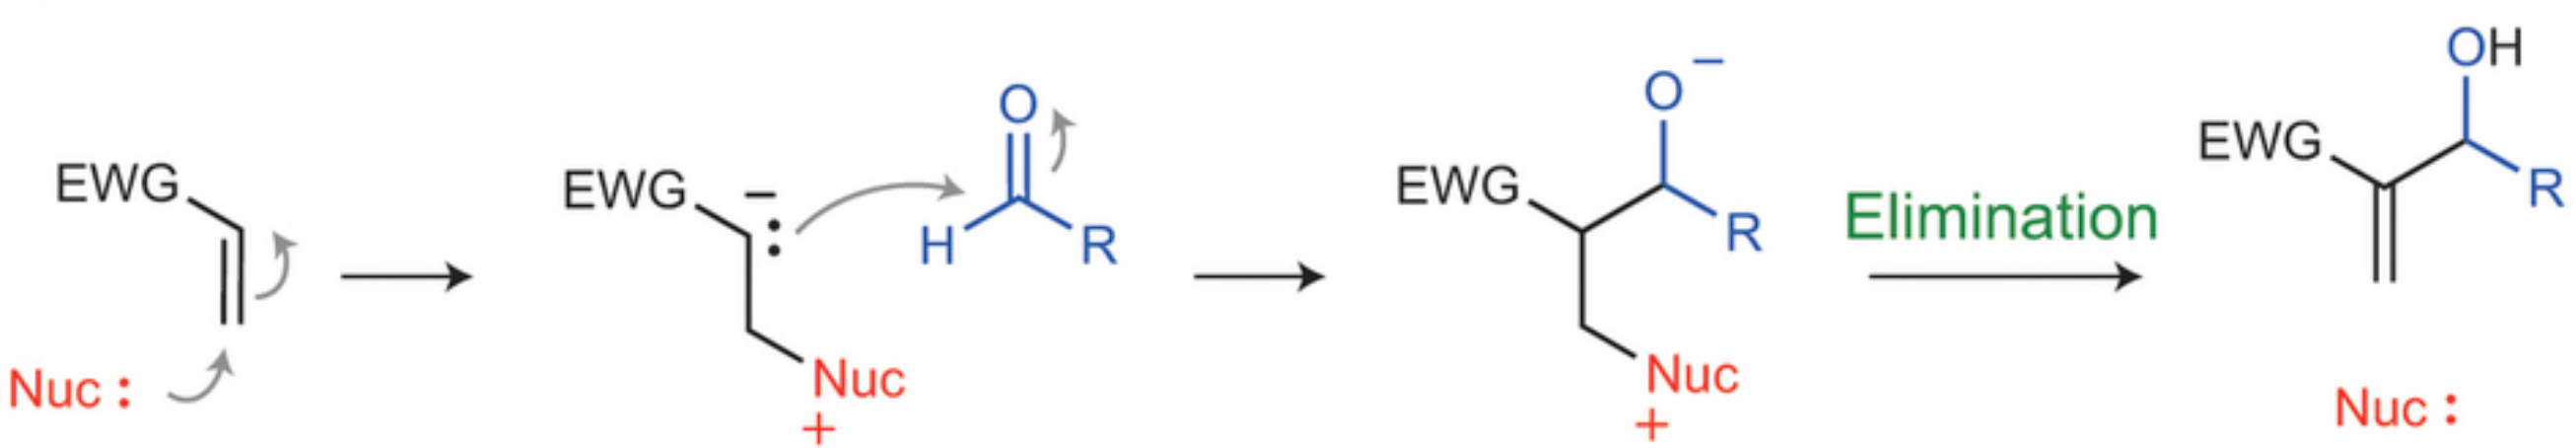 EWG
Nuc :
EWG
− :
Nuc
+
O
H
R
O −
EWG
R
Nuc
+
Elimination
OH
EWG
R
Nuc :